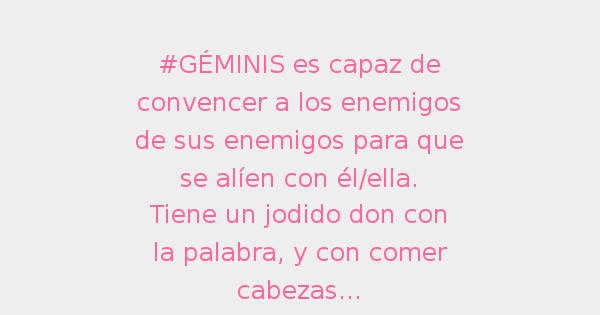 #GÉMINIS es capaz de
convencer a los enemigos
de sus enemigos para que
se alíen con él/ella.
Tiene un jodido don con
la palabra, y con comer
cabezas...